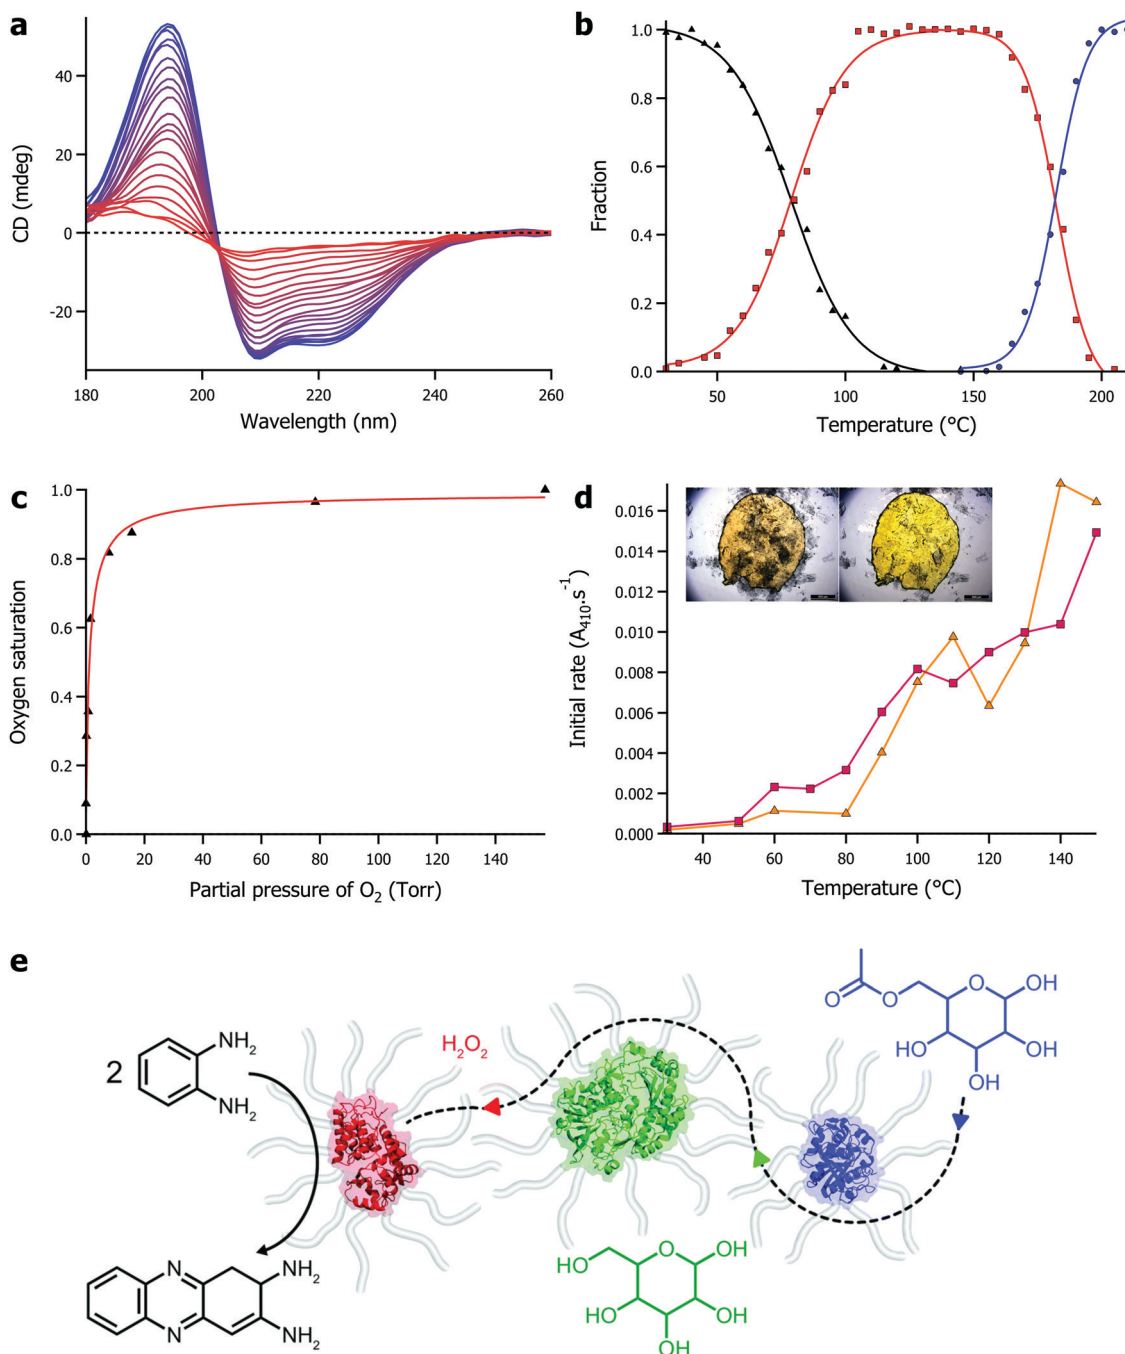 a
CD (mdeg)
40
20
0
-20
180
200
220
240
260
Wavelength (nm)
b
Fraction
1.0
0.8
0.6
0.4
0.2
0.0
50
100
150
200
Temperature (°C)
c
Oxygen saturation
1.0
0.8
0.6
0.4
0.2
0.0
0
20
40
60
80
100
120
140
Partial pressure of O₂ (Torr)
d
Initial rate (A₄₁₀.s⁻¹)
0.016
0.014
0.012
0.010
0.008
0.006
0.004
0.002
0.000
40
60
80
100
120
140
Temperature (°C)
e
2
NH₂
NH₂
H₂O₂
O
O
O
OH
HO
OH
OH
N
N
NH₂
NH₂
HO
O
OH
HO
OH
OH